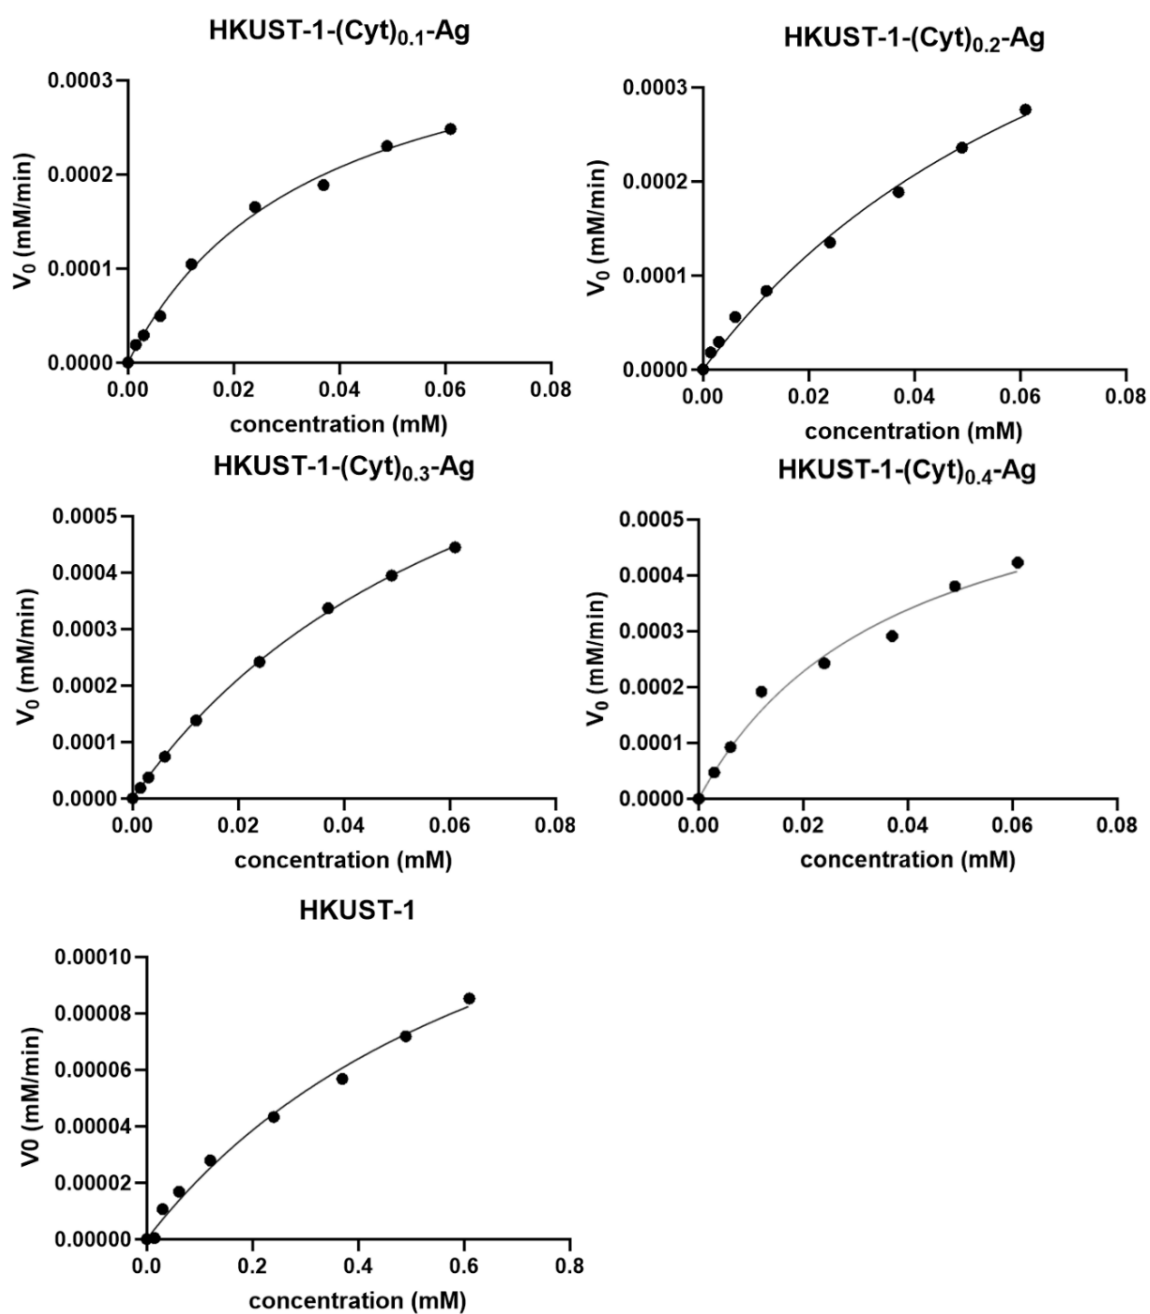 HKUST-1-(Cyt)0.1-Ag
0.0003
0.0002
0.0001
0.0000
V0 (mM/min)
0.00 0.02 0.04 0.06 0.08
concentration (mM)
HKUST-1-(Cyt)0.2-Ag
0.0003
0.0002
0.0001
0.0000
V0 (mM/min)
0.00 0.02 0.04 0.06 0.08
concentration (mM)
HKUST-1-(Cyt)0.3-Ag
0.0005
0.0004
0.0003
0.0002
0.0001
0.0000
V0 (mM/min)
0.00 0.02 0.04 0.06 0.08
concentration (mM)
HKUST-1-(Cyt)0.4-Ag
0.0005
0.0004
0.0003
0.0002
0.0001
0.0000
V0 (mM/min)
0.00 0.02 0.04 0.06 0.08
concentration (mM)
HKUST-1
0.00010
0.00008
0.00006
0.00004
0.00002
0.00000
V0 (mM/min)
0.0 0.2 0.4 0.6 0.8
concentration (mM)